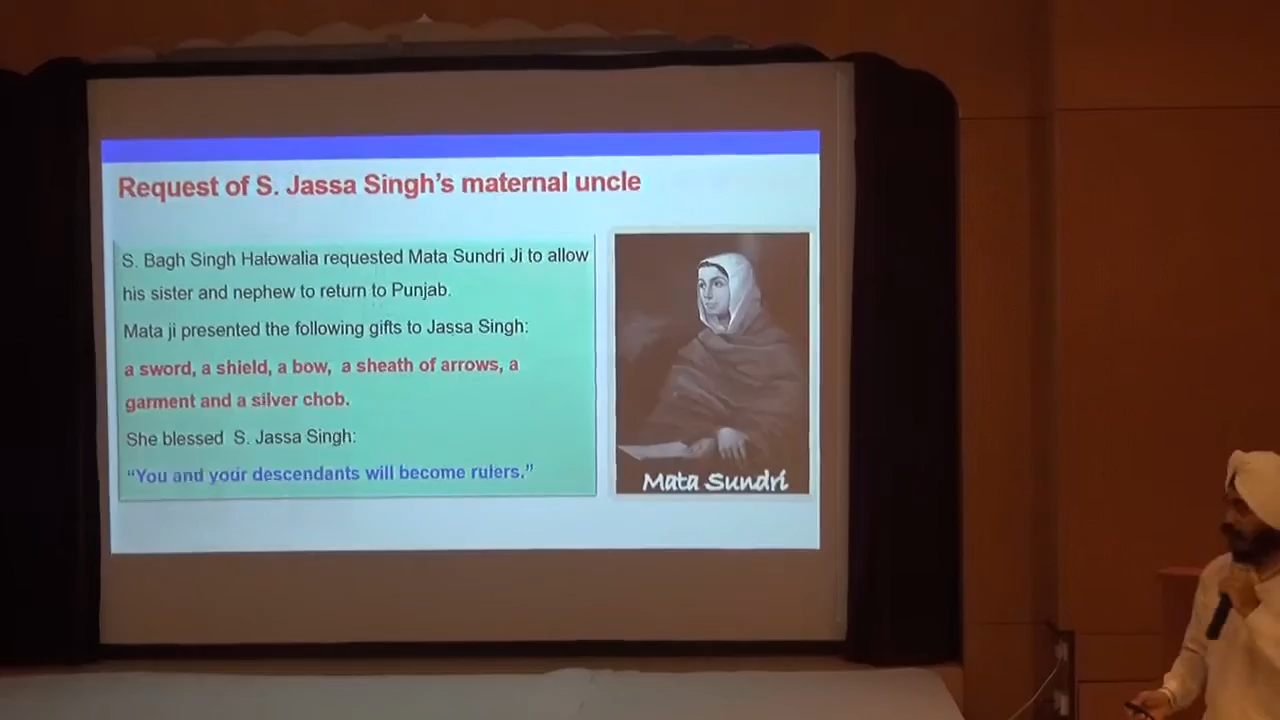 Request of S. Jassa Singh's maternal uncle
S. Bagh Singh Halowalia requested Mata Sundri Ji to allow
his sister and nephew to return to Punjab.
Mata ji presented the following gifts to Jassa Singh:
a sword, a shield, a bow, a sheath of arrows, a
garment and a silver chob.
She blessed S. Jassa Singh:
“You and your descendants will become rulers.”
Mata Sundri